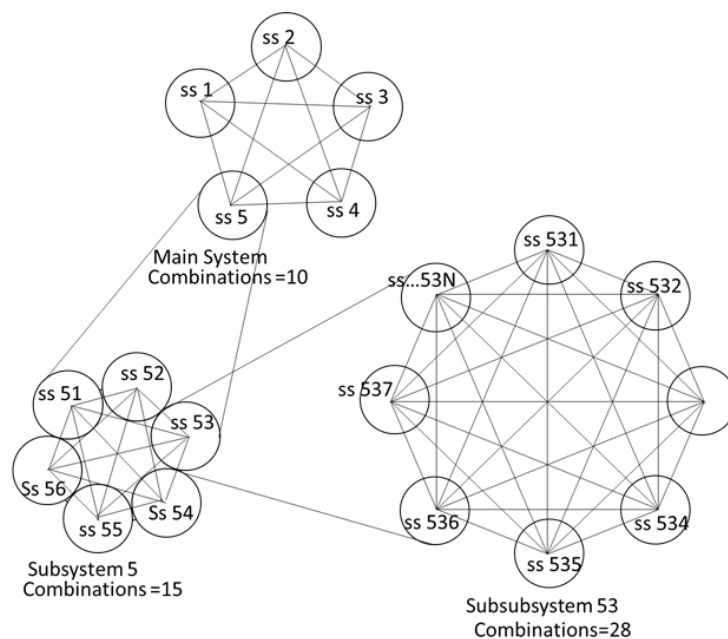 ss 2
ss 1
ss 3
ss 5
ss 4
Main System
Combinations =10
ss 531
ss...53N
ss 532
ss 537
ss 536
ss 534
ss 535
Subsubsystem 53
Combinations=28
ss 52
ss 51
ss 53
Ss 56
Ss 54
ss 55
Subsystem 5
Combinations =15